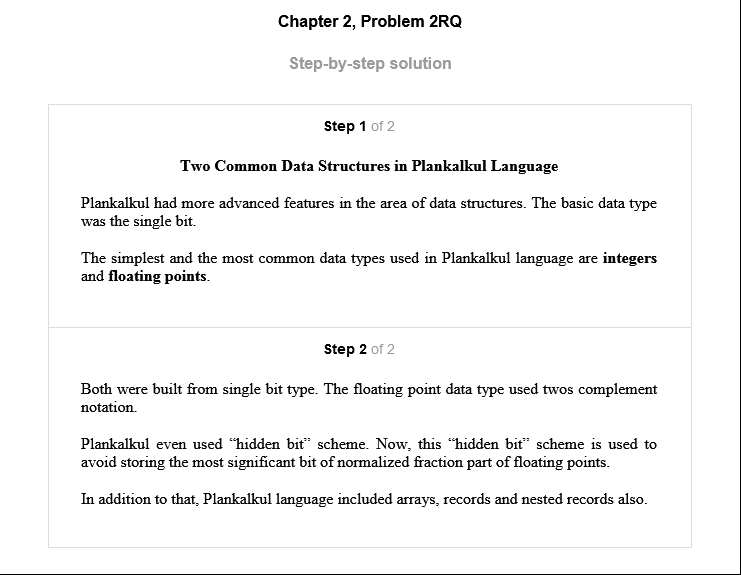 Chapter 2, Problem 2RQ
Step-by-step solution
Step 1 of 2
Two Common Data Structures in Plankalkul Language
Plankalkul had more advanced features in the area of data structures. The basic data type
was the single bit.
The simplest and the most common data types used in Plankalkul language are integers
and floating points.
Step 2 of 2
Both were built from single bit type. The floating point data type used twos complement
notation.
Plankalkul even used “hidden bit” scheme. Now, this “hidden bit” scheme is used to
avoid storing the most significant bit of normalized fraction part of floating points.
In addition to that, Plankalkul language included arrays, records and nested records also.